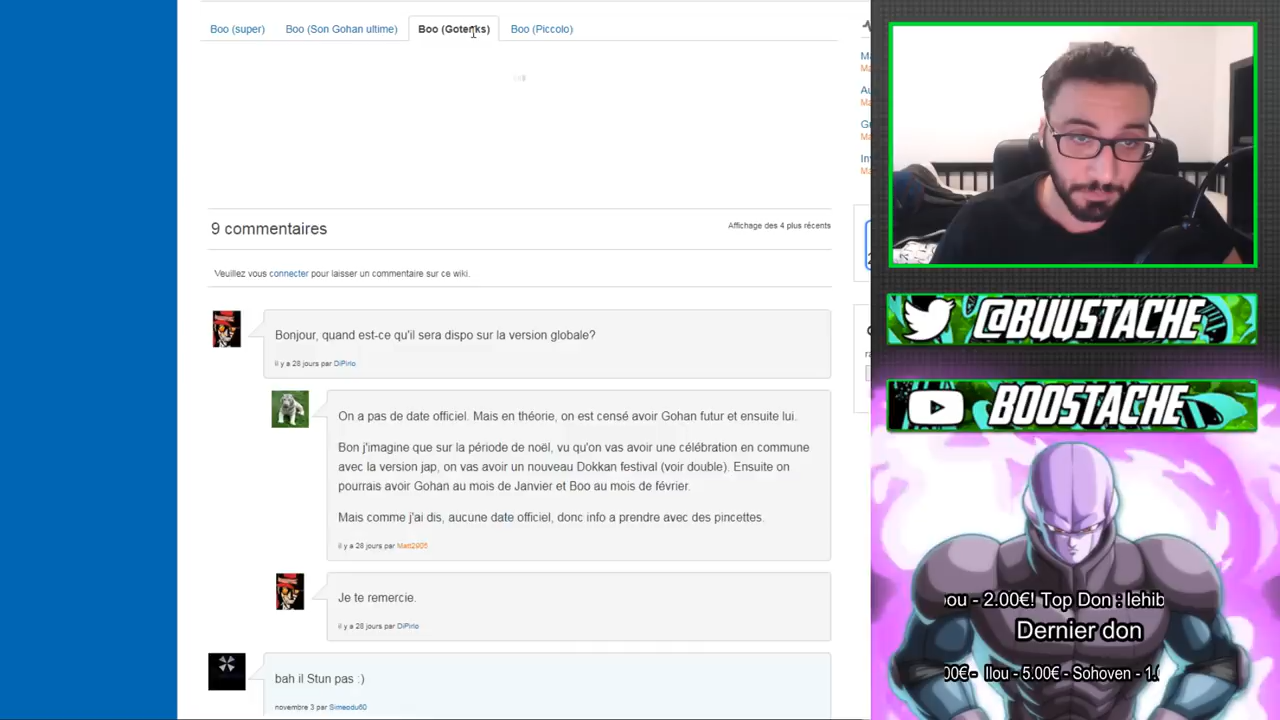 Boo (super)
Boo (Son Gohan ultime)
Boo (Gotenks)
Boo (Piccolo)
9 commentaires
Affichage des 4 plus récents
Veuillez vous connecter pour laisser un commentaire sur ce wiki.
Bonjour, quand est-ce qu'il sera dispo sur la version globale?
il y a 28 jours par DiPirlo
On a pas de date officiel. Mais en théorie, on est censé avoir Gohan futur et ensuite lui.
Bon j'imagine que sur la période de noël, vu qu'on vas avoir une célébration en commune
avec la version jap, on vas avoir un nouveau Dokkan festival (voir double). Ensuite on
pourrais avoir Gohan au mois de Janvier et Boo au mois de février.
Mais comme j'ai dis, aucune date officiel, donc info a prendre avec des pincettes.
il y a 28 jours par Matt2905
Je te remercie.
il y a 28 jours par DiPirlo
bah il Stun pas :)
novembre 3 par Simeodu60
@BUUSTACHE
BOOSTACHE
ou - 2.00€! Top Don : lehib
Dernier don
00€ - Ilou - 5.00€ - Sohoven - 1.